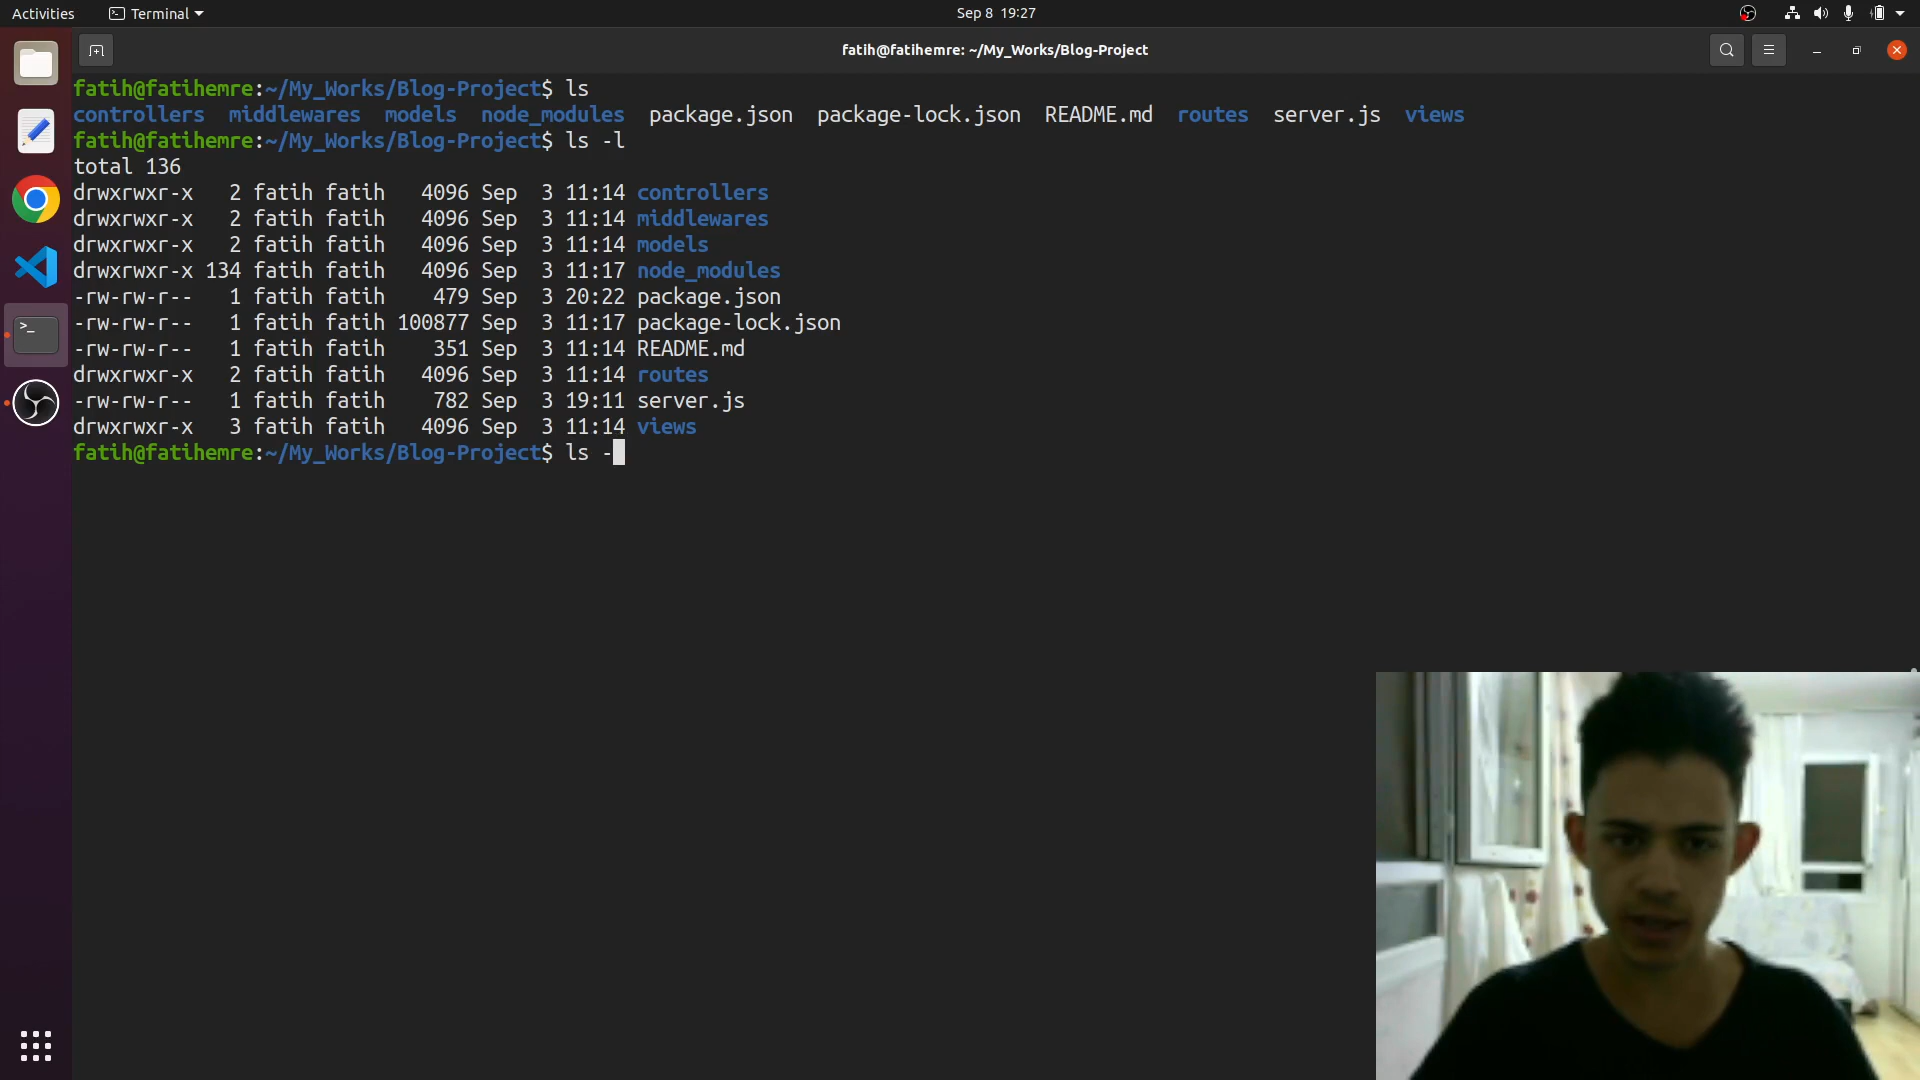 Activities Terminal Sep 8 19:27
fatih@fatihemre: ~/My_Works/Blog-Project
fatih@fatihemre:~/My_Works/Blog-Project$ ls
controllers middlewares models node_modules package.json package-lock.json README.md routes server.js views
fatih@fatihemre:~/My_Works/Blog-Project$ ls -l
total 136
drwxrwxr-x 2 fatih fatih 4096 Sep 3 11:14 controllers
drwxrwxr-x 2 fatih fatih 4096 Sep 3 11:14 middlewares
drwxrwxr-x 2 fatih fatih 4096 Sep 3 11:14 models
drwxrwxr-x 134 fatih fatih 4096 Sep 3 11:17 node_modules
-rw-rw-r-- 1 fatih fatih 479 Sep 3 20:22 package.json
-rw-rw-r-- 1 fatih fatih 100877 Sep 3 11:17 package-lock.json
-rw-rw-r-- 1 fatih fatih 351 Sep 3 11:14 README.md
drwxrwxr-x 2 fatih fatih 4096 Sep 3 11:14 routes
-rw-rw-r-- 1 fatih fatih 782 Sep 3 19:11 server.js
drwxrwxr-x 3 fatih fatih 4096 Sep 3 11:14 views
fatih@fatihemre:~/My_Works/Blog-Project$ ls -